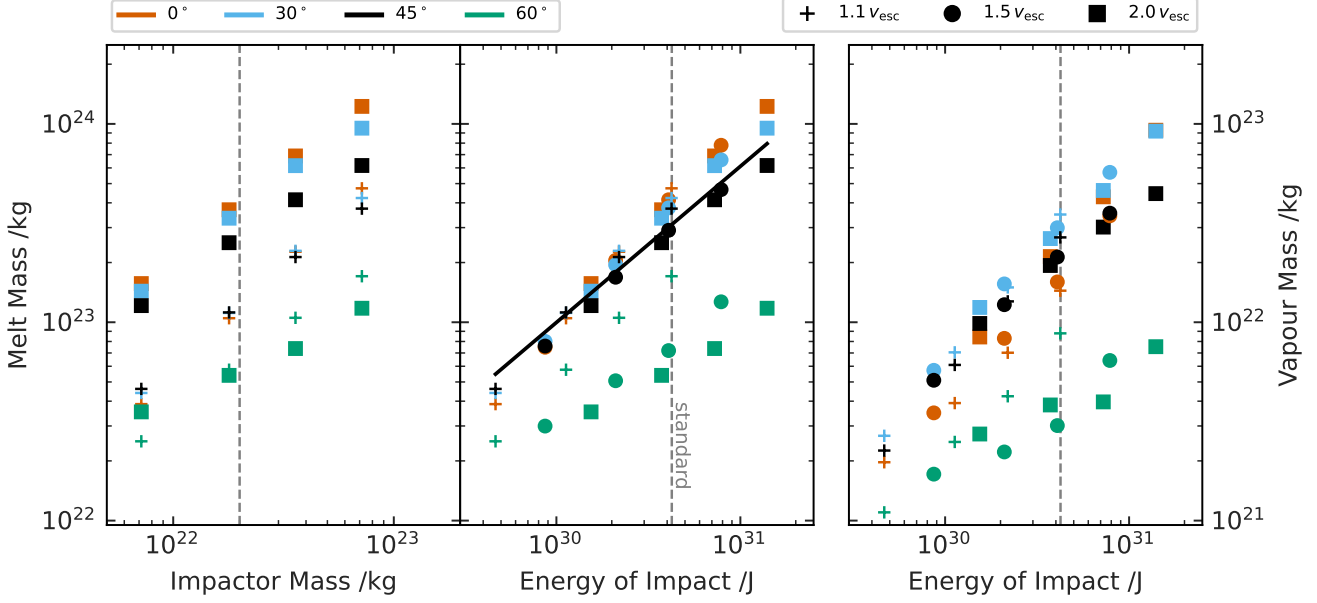 0° 30° 45° 60°
1.1 v_esc 1.5 v_esc 2.0 v_esc
Melt Mass /kg
10^24
10^23
10^22
10^22 10^23
Impactor Mass /kg
standard
10^30 10^31
Energy of Impact /J
10^30 10^31
Energy of Impact /J
10^23
10^22
10^21
Vapour Mass /kg